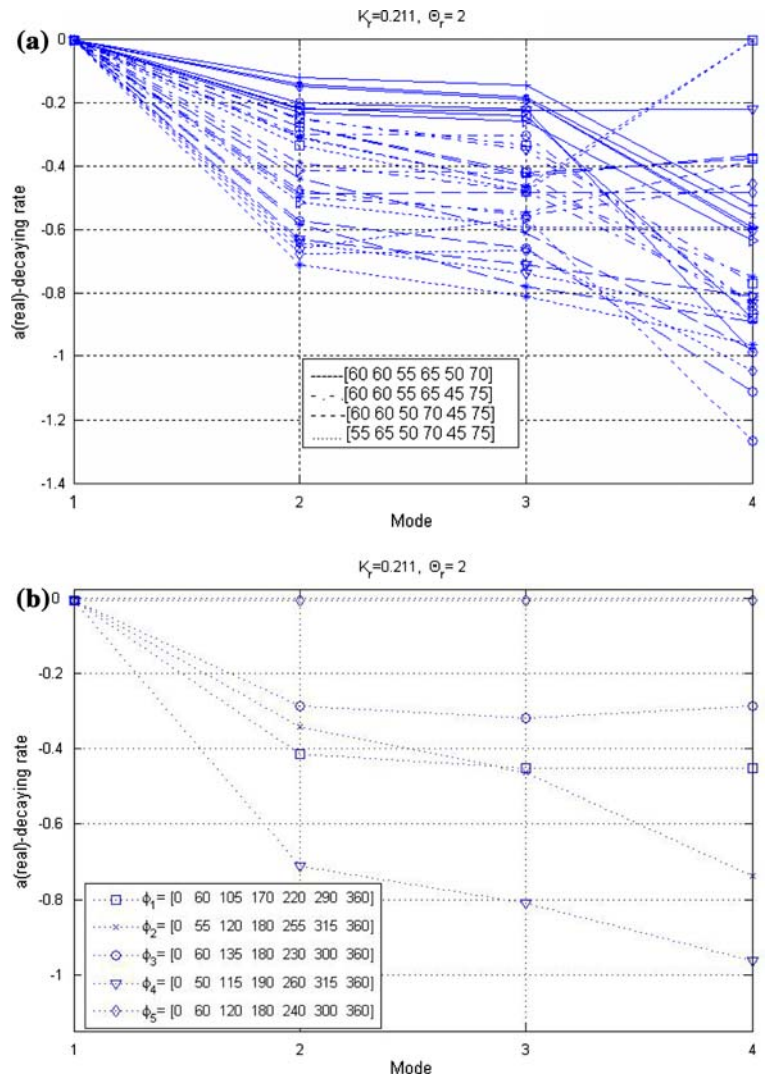 K_r=0.211, Θ_r= 2
(a)
0
-0.2
-0.4
-0.6
-0.8
-1
-1.2
-1.4
a(real)-decaying rate
[60 60 55 65 50 70]
[60 60 55 65 45 75]
[60 60 50 70 45 75]
[55 65 50 70 45 75]
1 2 3 4
Mode
K_r=0.211, Θ_r= 2
(b)
0
-0.2
-0.4
-0.6
-0.8
-1
a(real)-decaying rate
ϕ_1= [0 60 105 170 220 290 360]
ϕ_2= [0 55 120 180 255 315 360]
ϕ_3= [0 60 135 180 230 300 360]
ϕ_4= [0 50 115 190 260 315 360]
ϕ_5= [0 60 120 180 240 300 360]
1 2 3 4
Mode